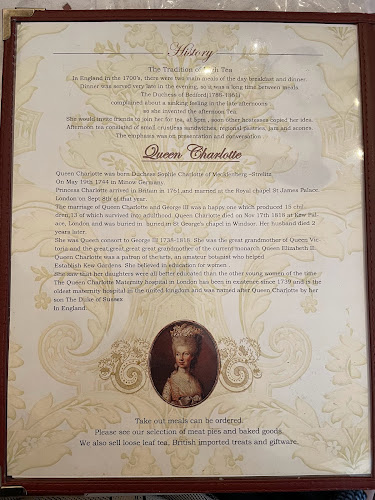 History
The Tradition of High Tea
In England in the 1700's, there were two main meals of the day breakfast and dinner.
Dinner was served very late in the evening, so it was a long time between meals.
The Duchess of Bedford(1788-1861)
complained about a sinking feeling in the late afternoons
so she invented the afternoon Tea.
She would invite friends to join her for tea, at 5pm , soon other hostesses copied her idea.
Afternoon tea consisted of small crustless sandwiches, regional pastries, jam and scones.
The emphasis was on presentation and conversation
Queen Charlotte
Queen Charlotte was born Duchess Sophie Charlotte of Mecklenberg –Strelitz.
On May 19th 1744 in Mirow Germany.
Princess Charlotte arrived in Britain in 1761 and married at the Royal chapel St James Palace.
London on Sept 8th of that year.
The marriage of Queen Charlotte and George III was a happy one which produced 15 chil-
dren,13 of which survived into adulthood. Queen Charlotte died on Nov 17th 1818 at Kew Pal-
ace, London and was buried in St George's chapel in Windsor. Her husband died 2
years later.
She was Queen consort to George III 1738-1818. She was the grandmother of Queen Vic-
toria and the great great great great grandmother of the current monarch Queen Elizabeth II.
Queen Charlotte was a patron of the arts, an amateur botanist who helped
Establish Kew Gardens. She believed in education for women .
She saw that her daughters were all better educated than the other young women of the time
The Queen Charlotte Maternity hospital in London has been in existence since 1739 and is the
oldest maternity hospital in the united kingdom and was named after Queen Charlotte by her
son The Duke of Sussex
In England.
Take out meals can be ordered.
Please see our selection of meat pies and baked goods.
We also sell loose leaf tea, British imported treats and giftware.